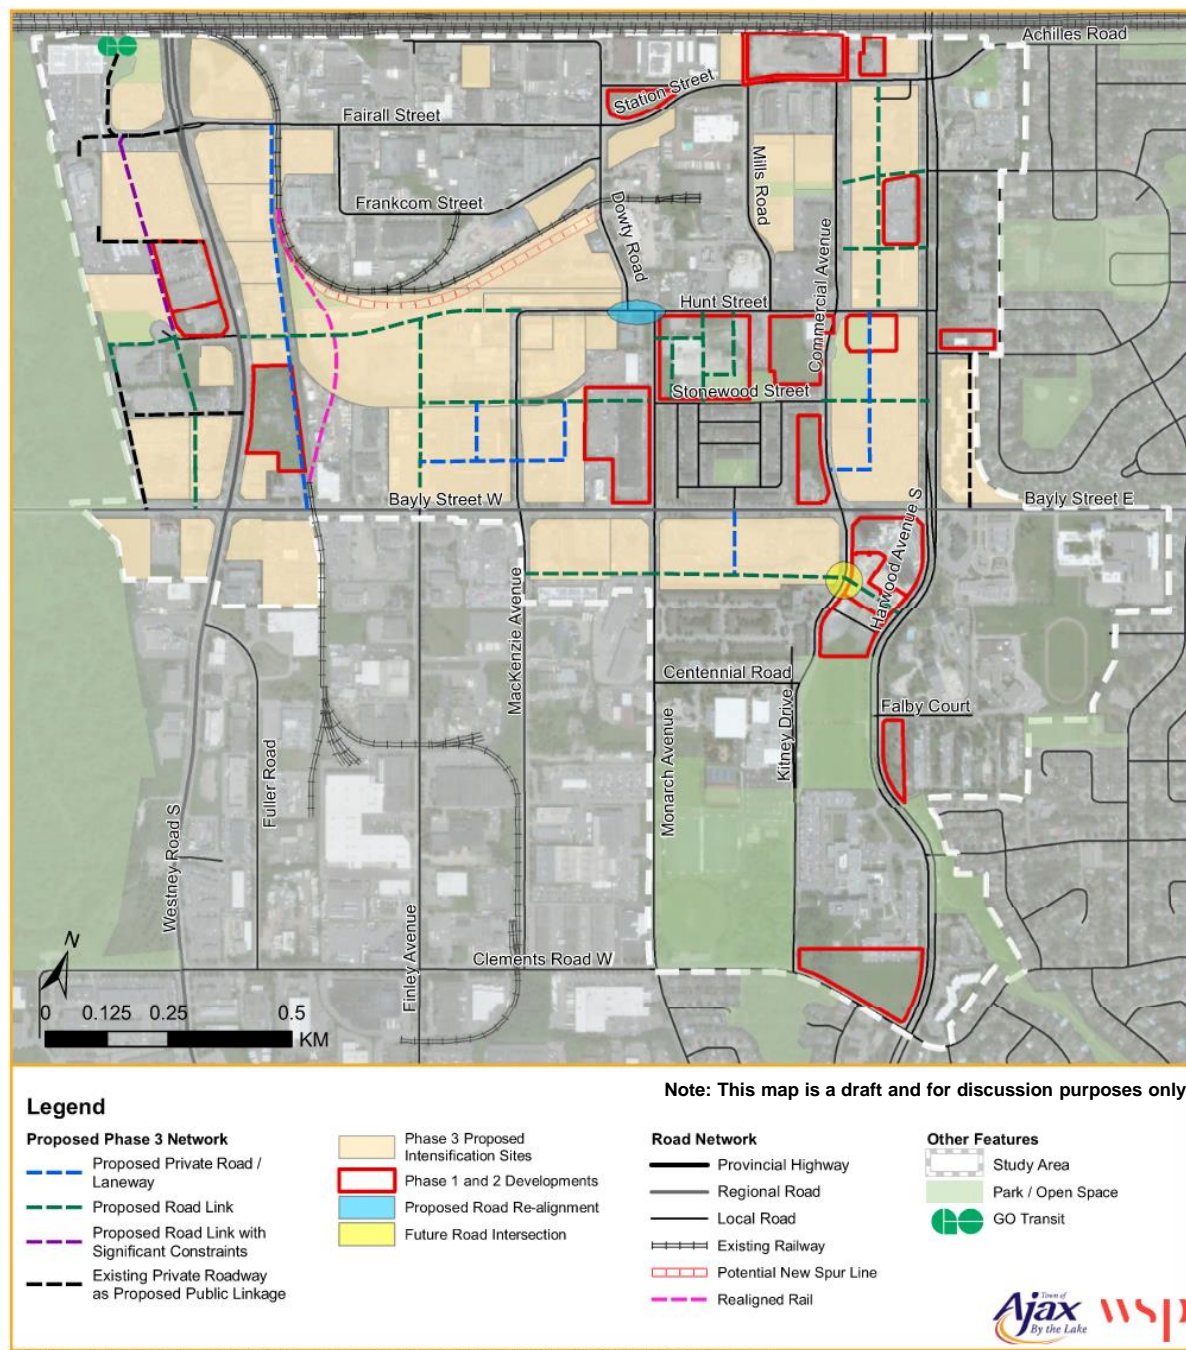 Achilles Road
Station Street
Fairall Street
Mills Road
Frankcom Street
Dowty Road
Commercial Avenue
Hunt Street
Stonewood Street
Bayly Street W
Bayly Street E
Harwood Avenue S
MacKenzie Avenue
Centennial Road
Kitney Drive
Falby Court
Monarch Avenue
Fuller Road
Westney Road S
Finley Avenue
Clements Road W
N
0 0.125 0.25 0.5
KM
Note: This map is a draft and for discussion purposes only
Legend
Proposed Phase 3 Network
Proposed Private Road /
Laneway
Proposed Road Link
Proposed Road Link with
Significant Constraints
Existing Private Roadway
as Proposed Public Linkage
Phase 3 Proposed
Intensification Sites
Phase 1 and 2 Developments
Proposed Road Re-alignment
Future Road Intersection
Road Network
Provincial Highway
Regional Road
Local Road
Existing Railway
Potential New Spur Line
Realigned Rail
Other Features
Study Area
Park / Open Space
GO Transit
Town of
Ajax
By the Lake
wsp